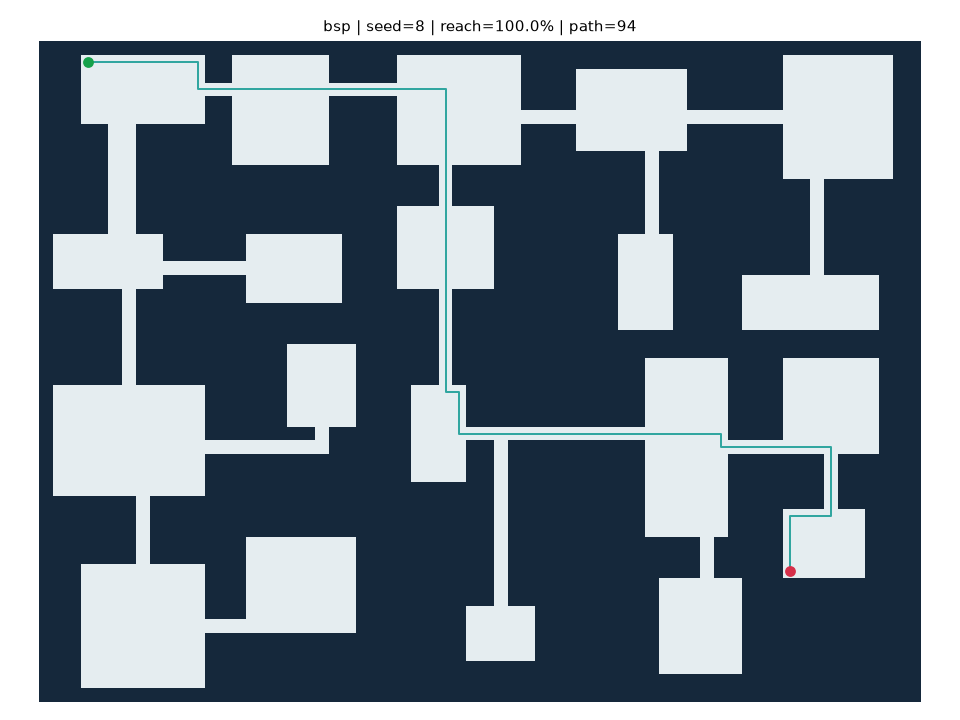 bsp | seed=8 | reach=100.0% | path=94